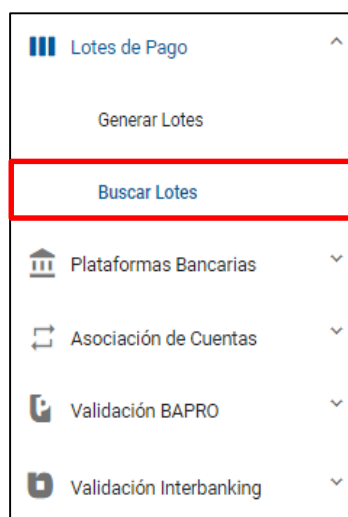 Lotes de Pago
Generar Lotes
Buscar Lotes
Plataformas Bancarias
Asociación de Cuentas
Validación BAPRO
Validación Interbanking